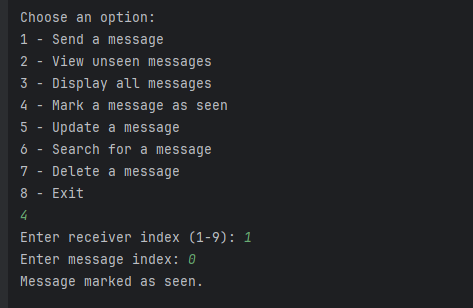 Choose an option:
1 - Send a message
2 - View unseen messages
3 - Display all messages
4 - Mark a message as seen
5 - Update a message
6 - Search for a message
7 - Delete a message
8 - Exit
4
Enter receiver index (1-9): 1
Enter message index: 0
Message marked as seen.